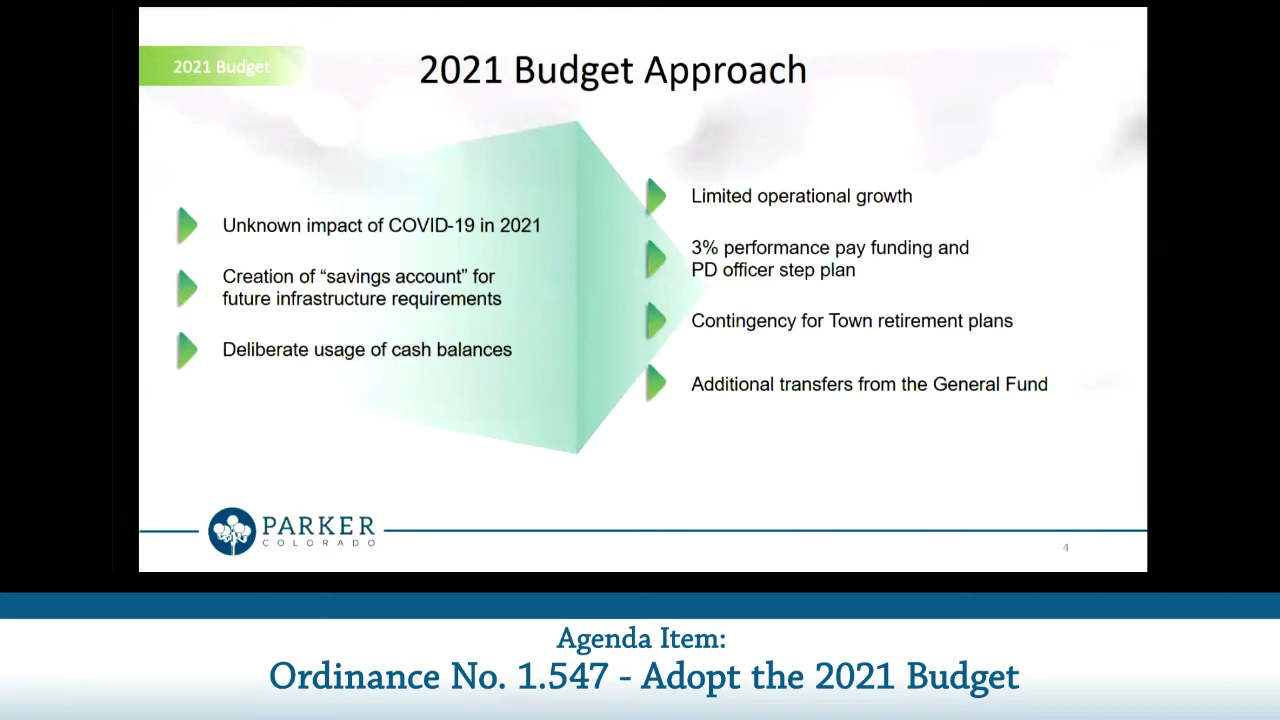 2021 Budget
2021 Budget Approach
Unknown impact of COVID-19 in 2021
Creation of “savings account” for
future infrastructure requirements
Deliberate usage of cash balances
Limited operational growth
3% performance pay funding and
PD officer step plan
Contingency for Town retirement plans
Additional transfers from the General Fund
PARKER
COLORADO
4
Agenda Item:
Ordinance No. 1.547 - Adopt the 2021 Budget